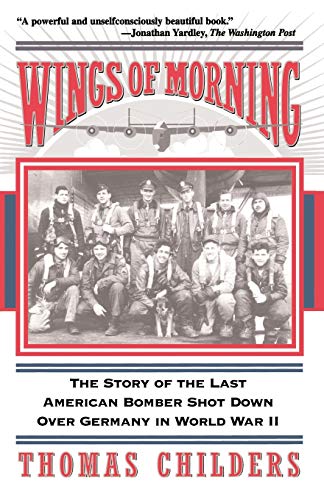 “A powerful and unselfconsciously beautiful book.”
—Jonathan Yardley, The Washington Post
WINGS OF MORNING
THE STORY OF THE LAST
AMERICAN BOMBER SHOT DOWN
OVER GERMANY IN WORLD WAR II
THOMAS CHILDERS